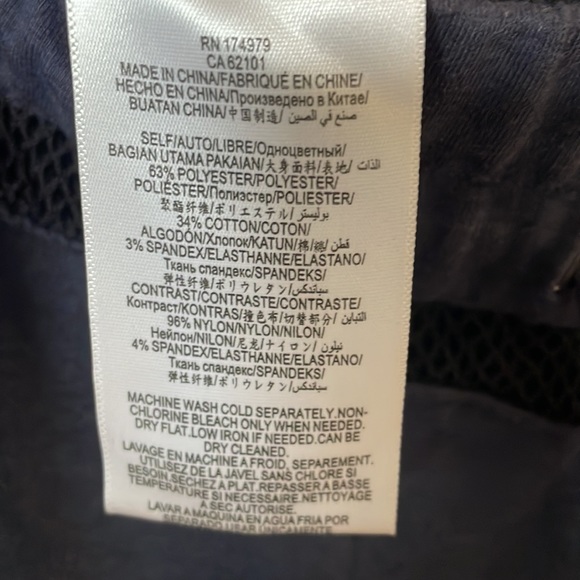 RN 174979
CA 62101
MADE IN CHINA/FABRIQUÉ EN CHINE/
HECHO EN CHINA/Произведено в Китае/
BUATAN CHINA/中国制造/ صنع في الصين/
SELF/AUTO/LIBRE/Одноцветный/
BAGIAN UTAMA PAKAIAN/大身面料/表地/ الذات
63% POLYESTER/POLYESTER/
POLIÉSTER/Полиэстер/POLIESTER/
聚酯纤维/ポリエステル/بوليستر
34% COTTON/COTON/
ALGODÓN/Хлопок/KATUN/棉/綿/قطن
3% SPANDEX/ELASTHANNE/ELASTANO/
Ткань спандекс/SPANDEKS/
弹性纤维/ポリウレタン/سباندكس
CONTRAST/CONTRASTE/CONTRASTE/
Контраст/KONTRAS/撞色布/切替部分/ التباين
96% NYLON/NYLON/NILON/
Нейлон/NILON/尼龙/ナイロン/ نيلون
4% SPANDEX/ELASTHANNE/ELASTANO/
Ткань спандекс/SPANDEKS/
弹性纤维/ポリウレタン/سباندكس
MACHINE WASH COLD SEPARATELY.NON-
CHLORINE BLEACH ONLY WHEN NEEDED.
DRY FLAT.LOW IRON IF NEEDED.CAN BE
DRY CLEANED.
LAVAGE EN MACHINE A FROID, SEPAREMENT.
UTILISEZ DE LA JAVEL SANS CHLORE SI
BESOIN.SECHEZ A PLAT.REPASSER A BASSE
TEMPERATURE SI NECESSAIRE.NETTOYAGE
A SEC AUTORISE.
LAVAR A MAQUINA EN AGUA FRIA POR
SEPARADO.USAR UNICAMENTE